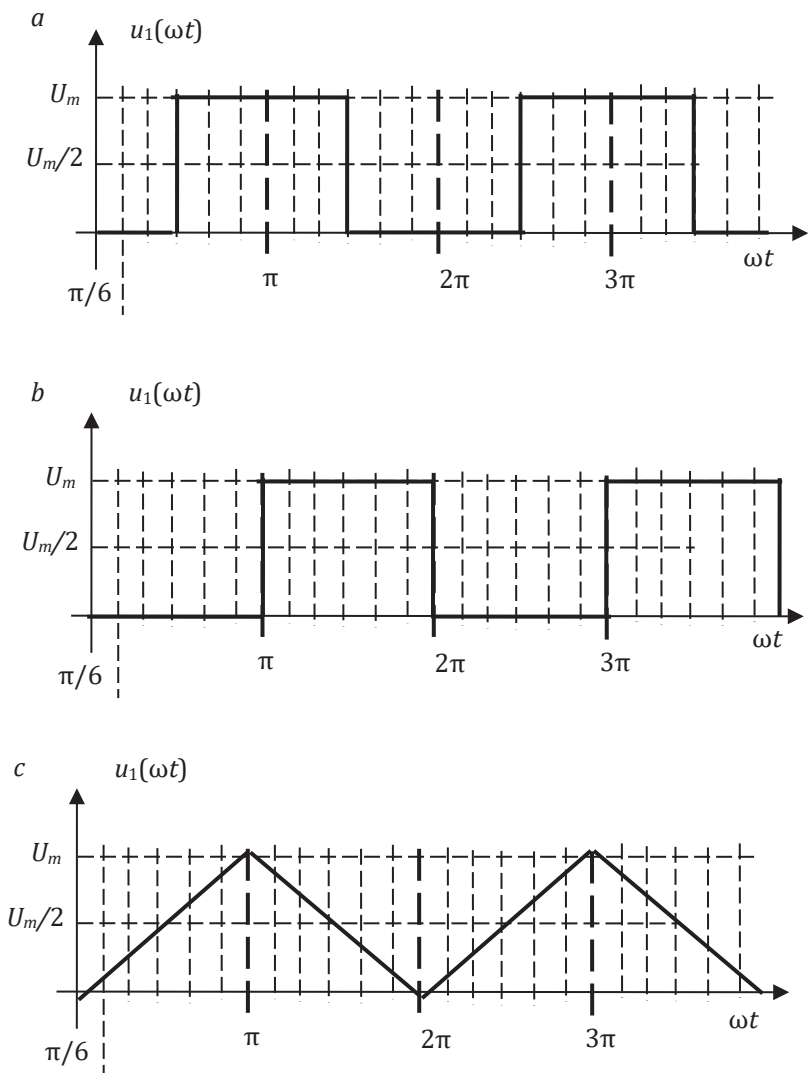 a u₁(ωt)
Uₘ
Uₘ/2
π 2π 3π ωt
π/6
b u₁(ωt)
Uₘ
Uₘ/2
π 2π 3π ωt
π/6
c u₁(ωt)
Uₘ
Uₘ/2
π 2π 3π ωt
π/6